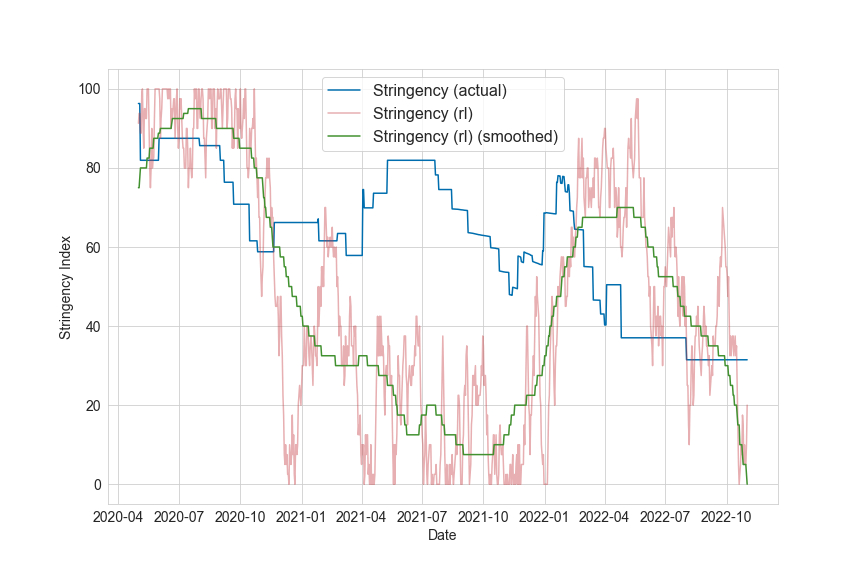 Stringency (actual)
Stringency (rl)
Stringency (rl) (smoothed)
Stringency Index
100
80
60
40
20
0
2020-04 2020-07 2020-10 2021-01 2021-04 2021-07 2021-10 2022-01 2022-04 2022-07 2022-10
Date